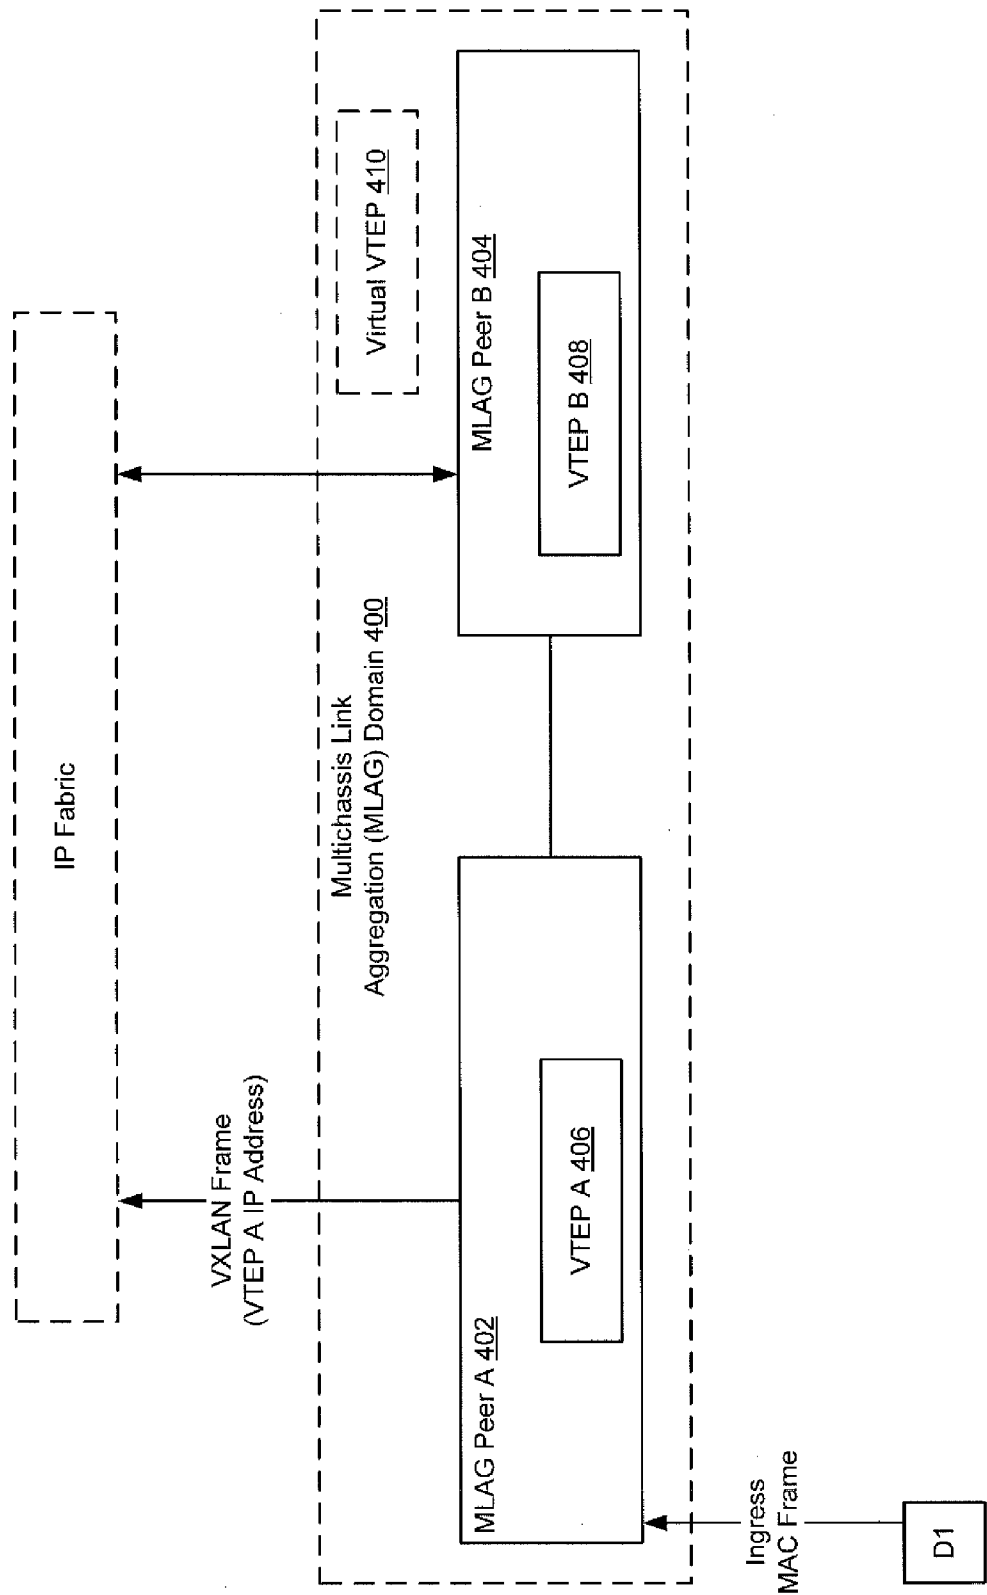 IP Fabric
VXLAN Frame
(VTEP A IP Address)
Multichassis Link
Aggregation (MLAG) Domain 400
Virtual VTEP 410
MLAG Peer A 402
VTEP A 406
MLAG Peer B 404
VTEP B 408
Ingress
MAC Frame
D1